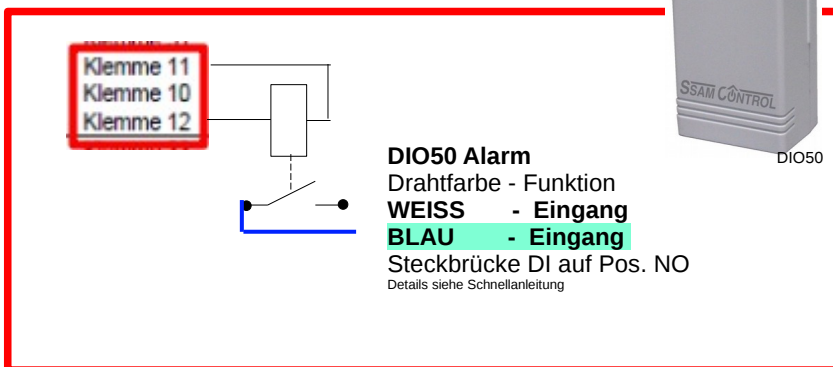 Klemme 11
Klemme 10
Klemme 12
SSAM CONTROL
DIO50
DIO50 Alarm
Drahtfarbe - Funktion
WEISS - Eingang
BLAU - Eingang
Steckbrücke DI auf Pos. NO
Details siehe Schnellanleitung